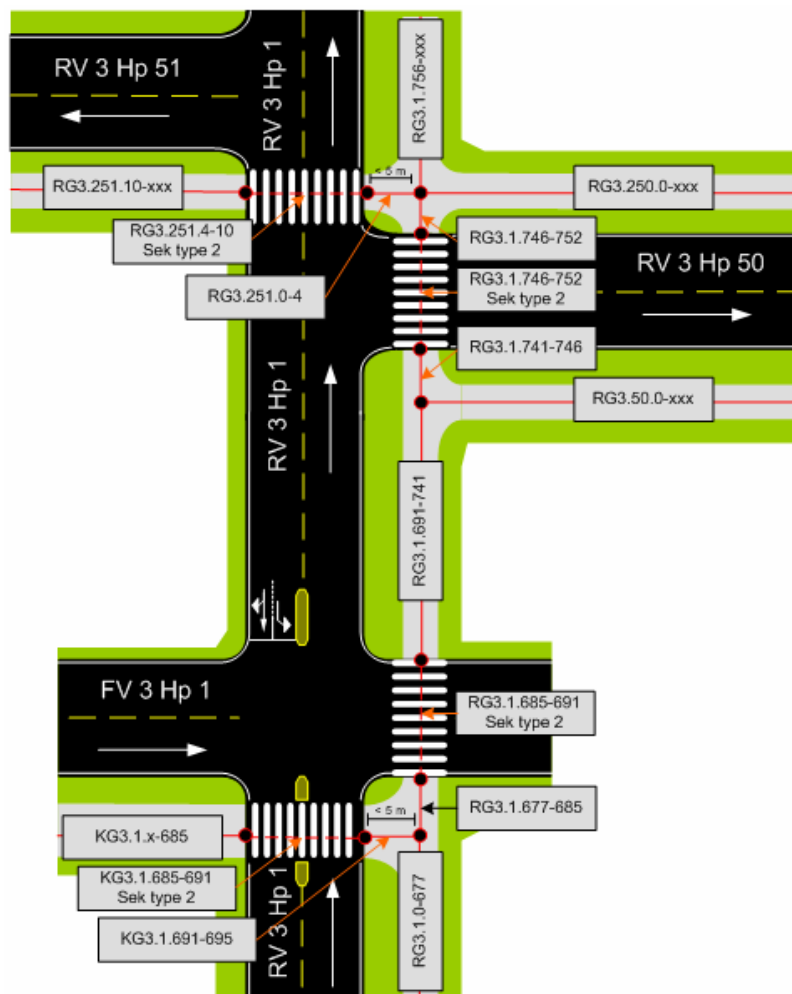 RV 3 Hp 51
RV 3 Hp 1
RG3.1.756-xxx
< 5 m
RG3.251.10-xxx
RG3.250.0-xxx
RG3.251.4-10
Sek type 2
RG3.1.746-752
RV 3 Hp 50
RG3.1.746-752
Sek type 2
RG3.251.0-4
RG3.1.741-746
RV 3 Hp 1
RG3.50.0-xxx
RG3.1.691-741
FV 3 Hp 1
RG3.1.685-691
Sek type 2
< 5 m
RG3.1.677-685
KG3.1.x-685
KG3.1.685-691
Sek type 2
RV 3 Hp 1
RG3.1.0-677
KG3.1.691-695